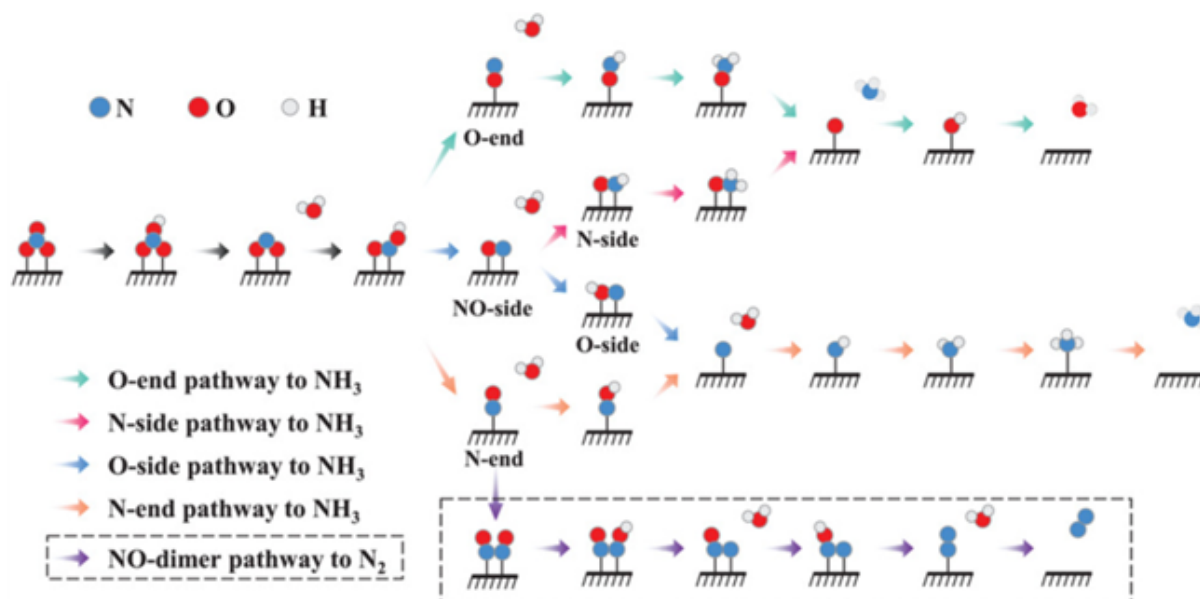 N O H
O-end
N-side
NO-side
O-side
O-end pathway to NH₃
N-side pathway to NH₃
O-side pathway to NH₃
N-end pathway to NH₃
N-end
NO-dimer pathway to N₂